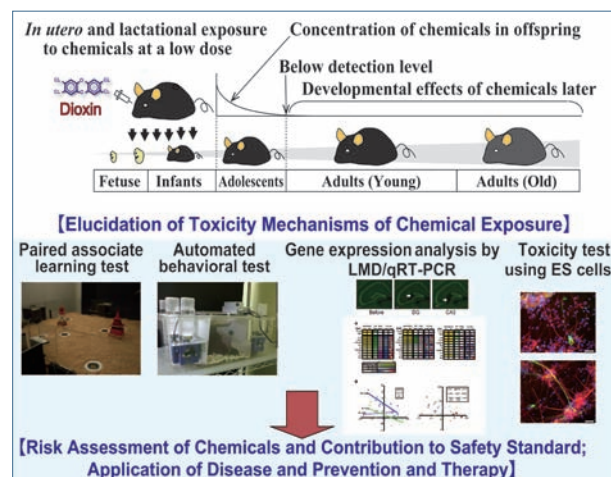 In utero and lactational exposure
to chemicals at a low dose
Concentration of chemicals in offspring
Below detection level
Developmental effects of chemicals later
Dioxin
Fetuse
Infants
Adolescents
Adults (Young)
Adults (Old)
【Elucidation of Toxicity Mechanisms of Chemical Exposure】
Paired associate
learning test
Automated
behavioral test
Gene expression analysis by
LMD/qRT-PCR
Toxicity test
using ES cells
Before
DG
CA3
【Risk Assessment of Chemicals and Contribution to Safety Standard;
Application of Disease and Prevention and Therapy】